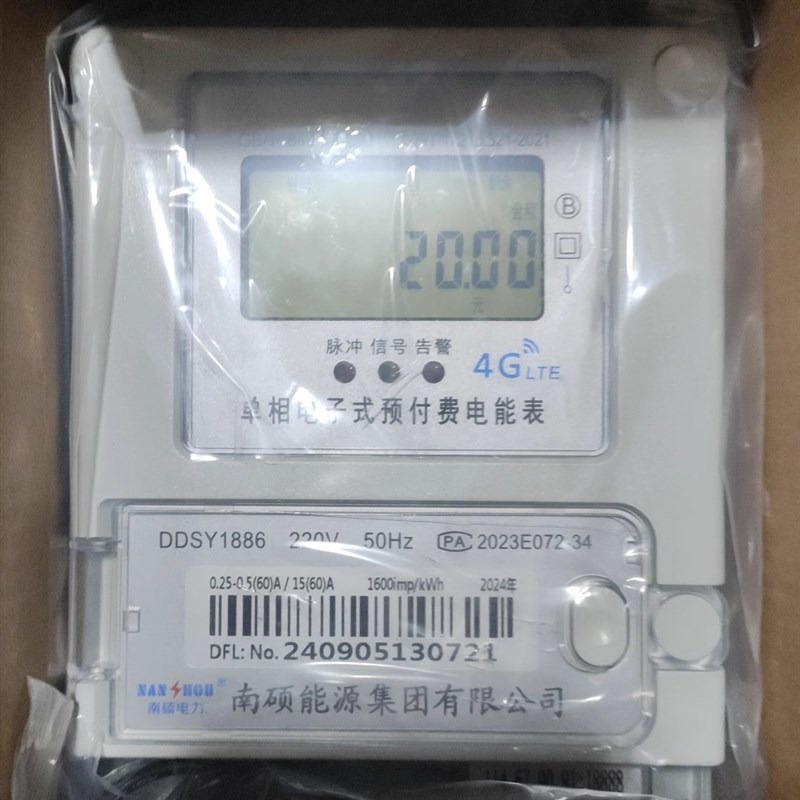 金额
20.00
元
脉冲 信号 告警
4G LTE
单相电子式预付费电能表
DDSY1886 220V 50Hz PA 2023E072-34
0.25-0.5(60)A / 15(60)A 1600imp/kWh 2024年
DFL: No. 240905130721
NANSHUO®
南硕电力
南硕能源集团有限公司